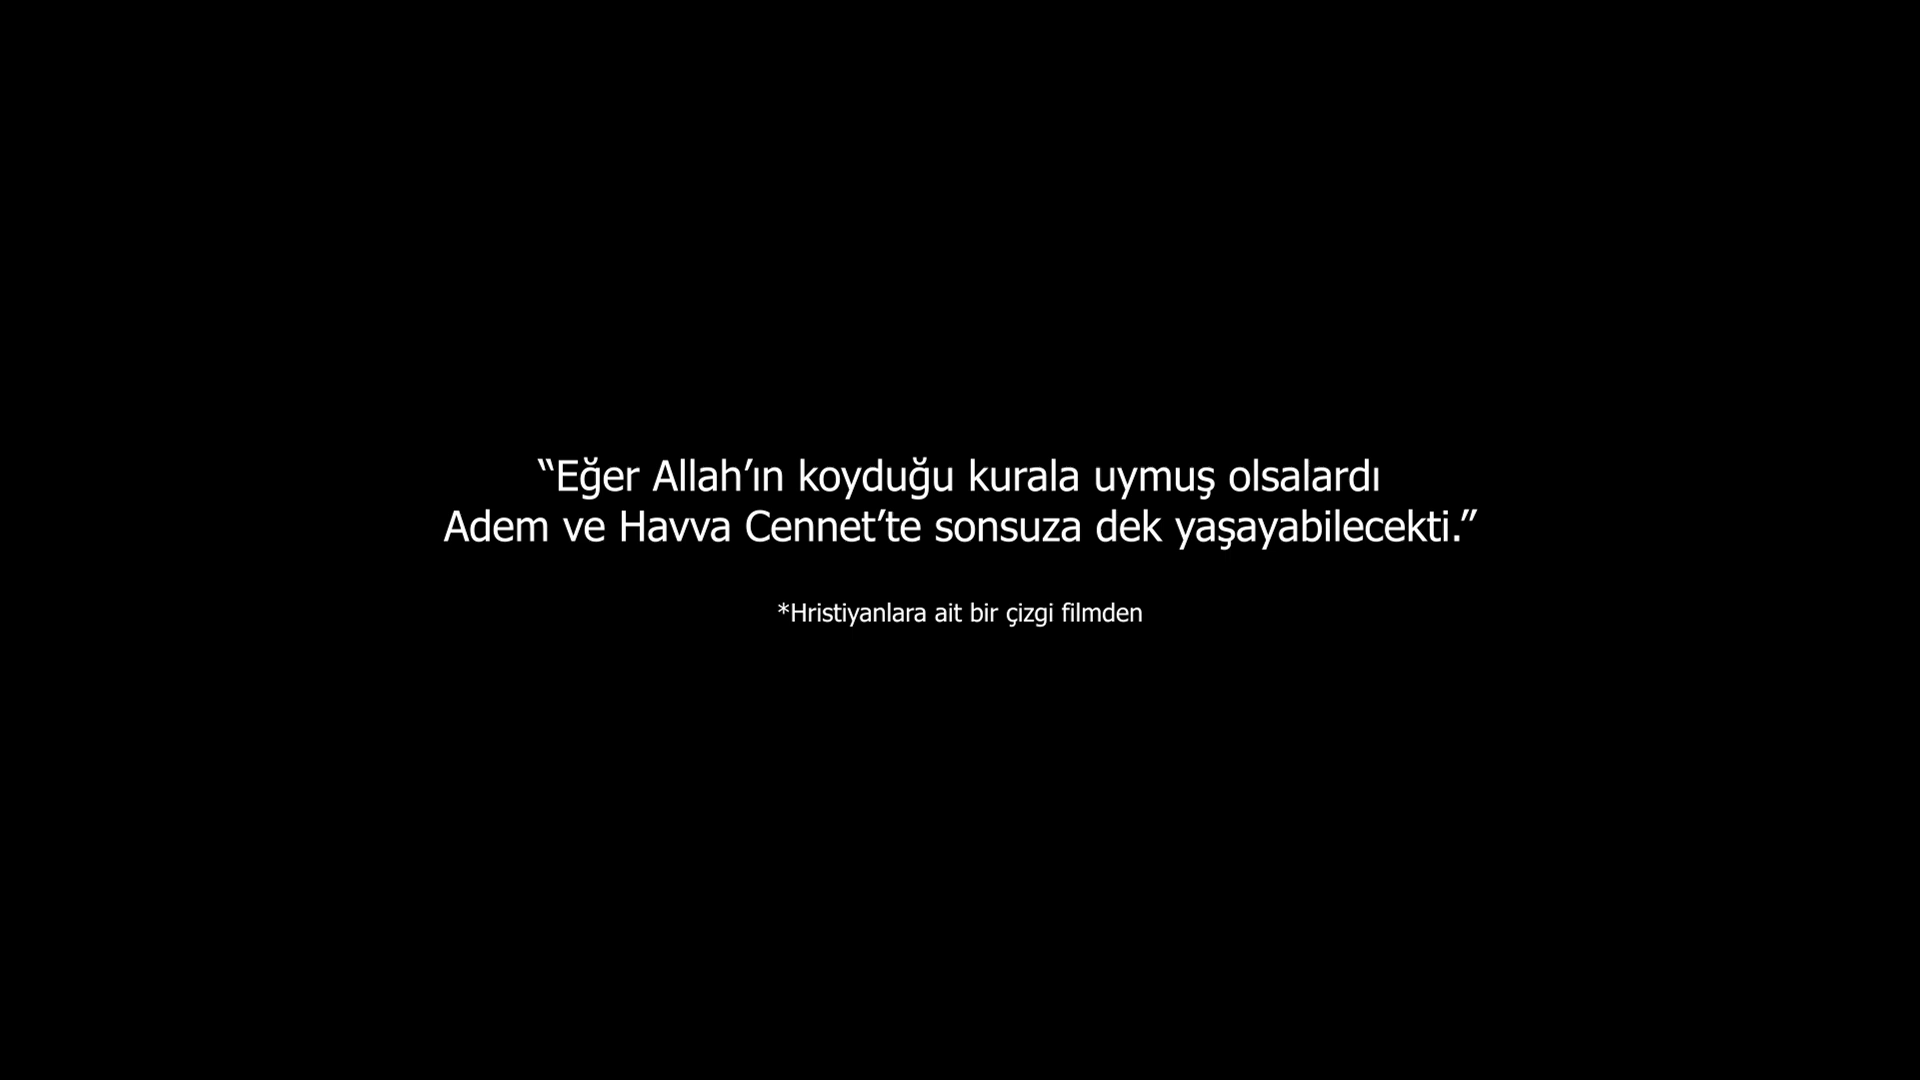 “Eğer Allah’ın koyduğu kurala uymuş olsalardı
Adem ve Havva Cennet’te sonsuza dek yaşayabilecekti.”
*Hristiyanlara ait bir çizgi filmden